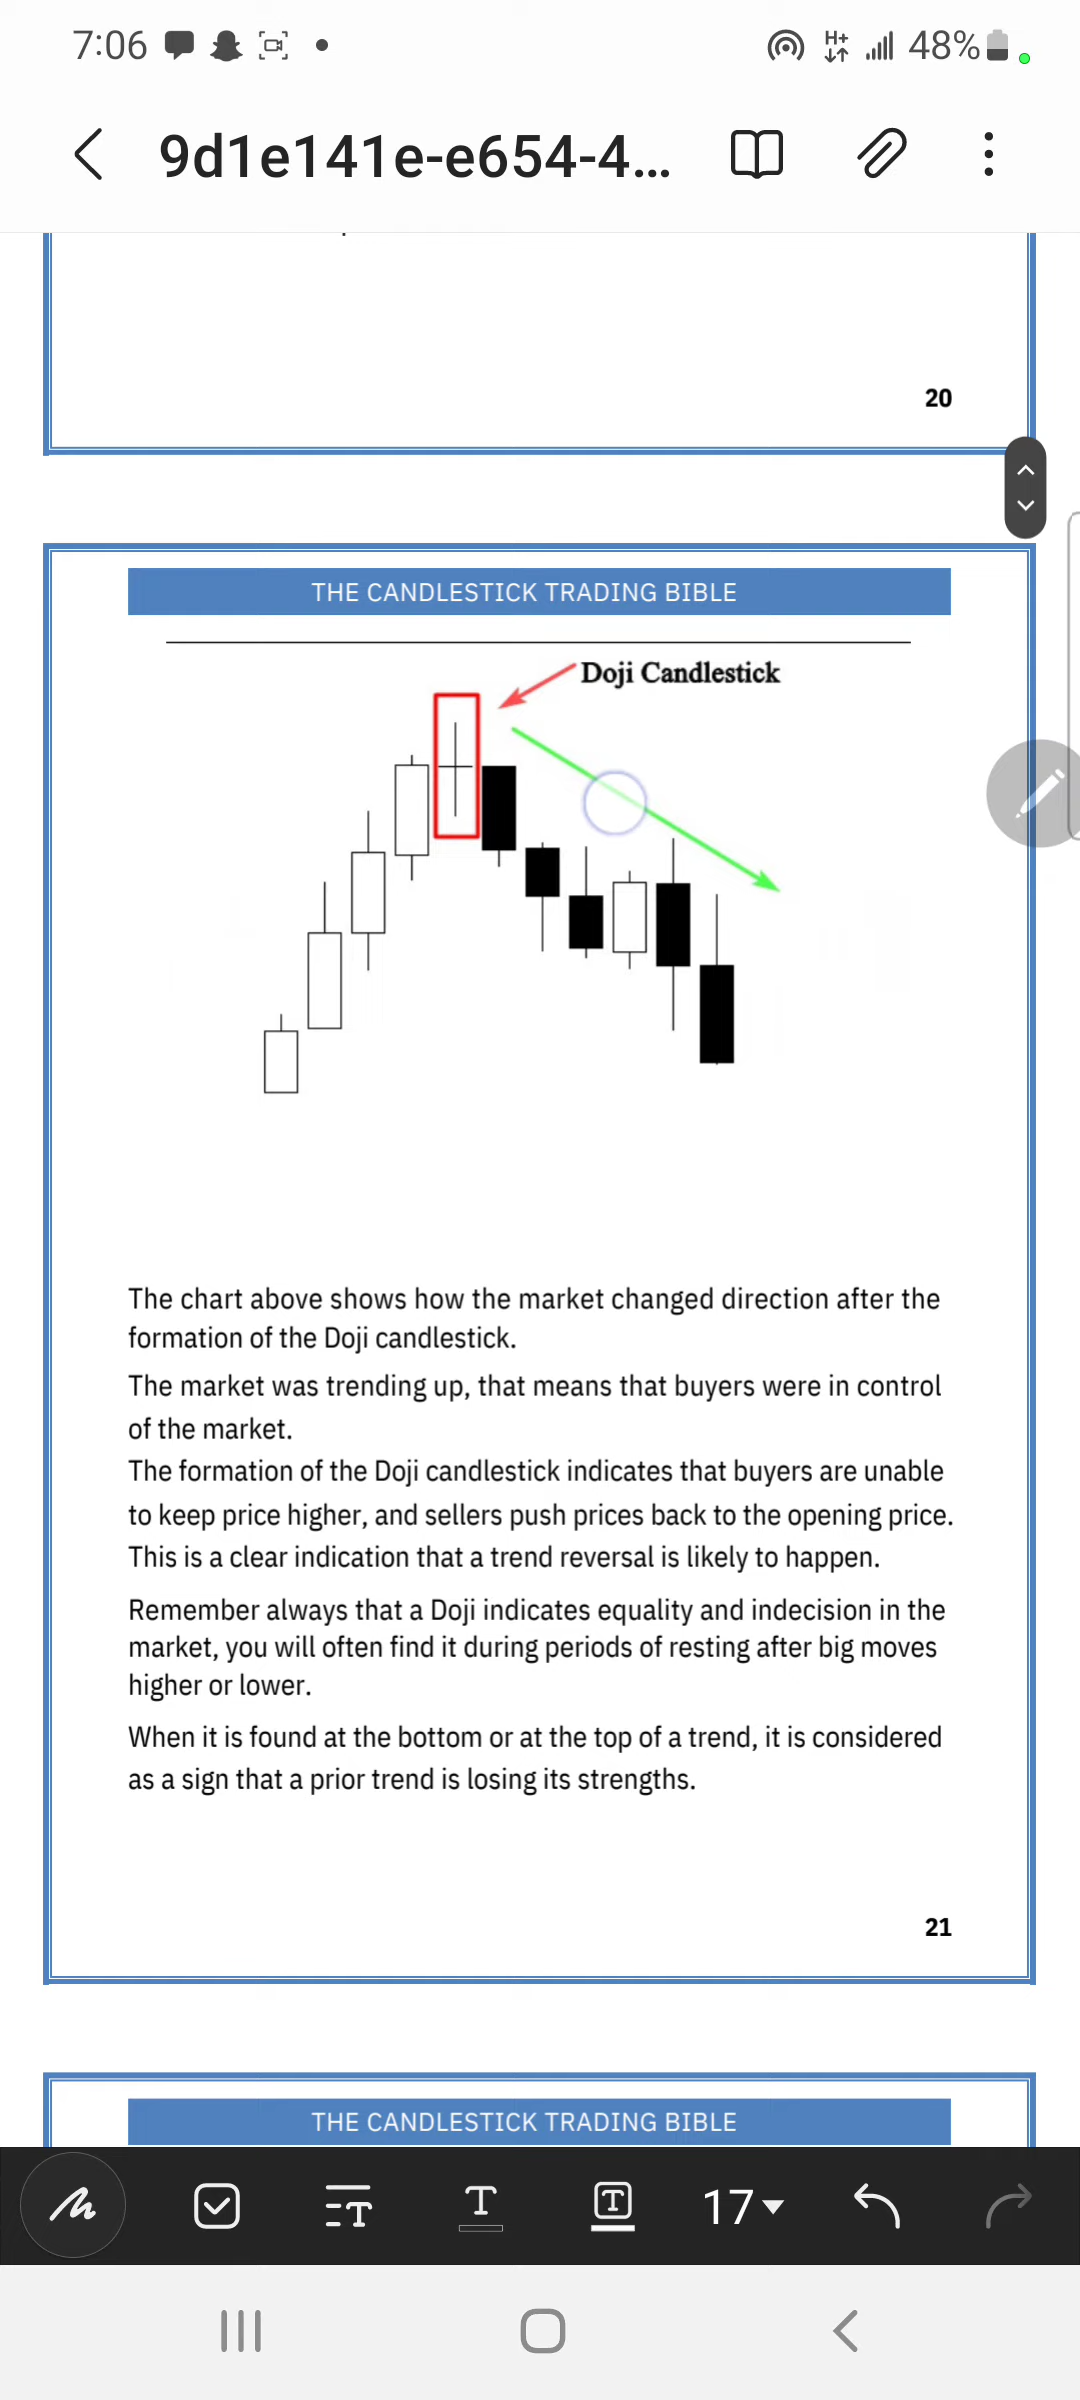 7:06
H+
48%
9d1e141e-e654-4...
20
THE CANDLESTICK TRADING BIBLE
Doji Candlestick
The chart above shows how the market changed direction after the
formation of the Doji candlestick.
The market was trending up, that means that buyers were in control
of the market.
The formation of the Doji candlestick indicates that buyers are unable
to keep price higher, and sellers push prices back to the opening price.
This is a clear indication that a trend reversal is likely to happen.
Remember always that a Doji indicates equality and indecision in the
market, you will often find it during periods of resting after big moves
higher or lower.
When it is found at the bottom or at the top of a trend, it is considered
as a sign that a prior trend is losing its strengths.
21
THE CANDLESTICK TRADING BIBLE
17